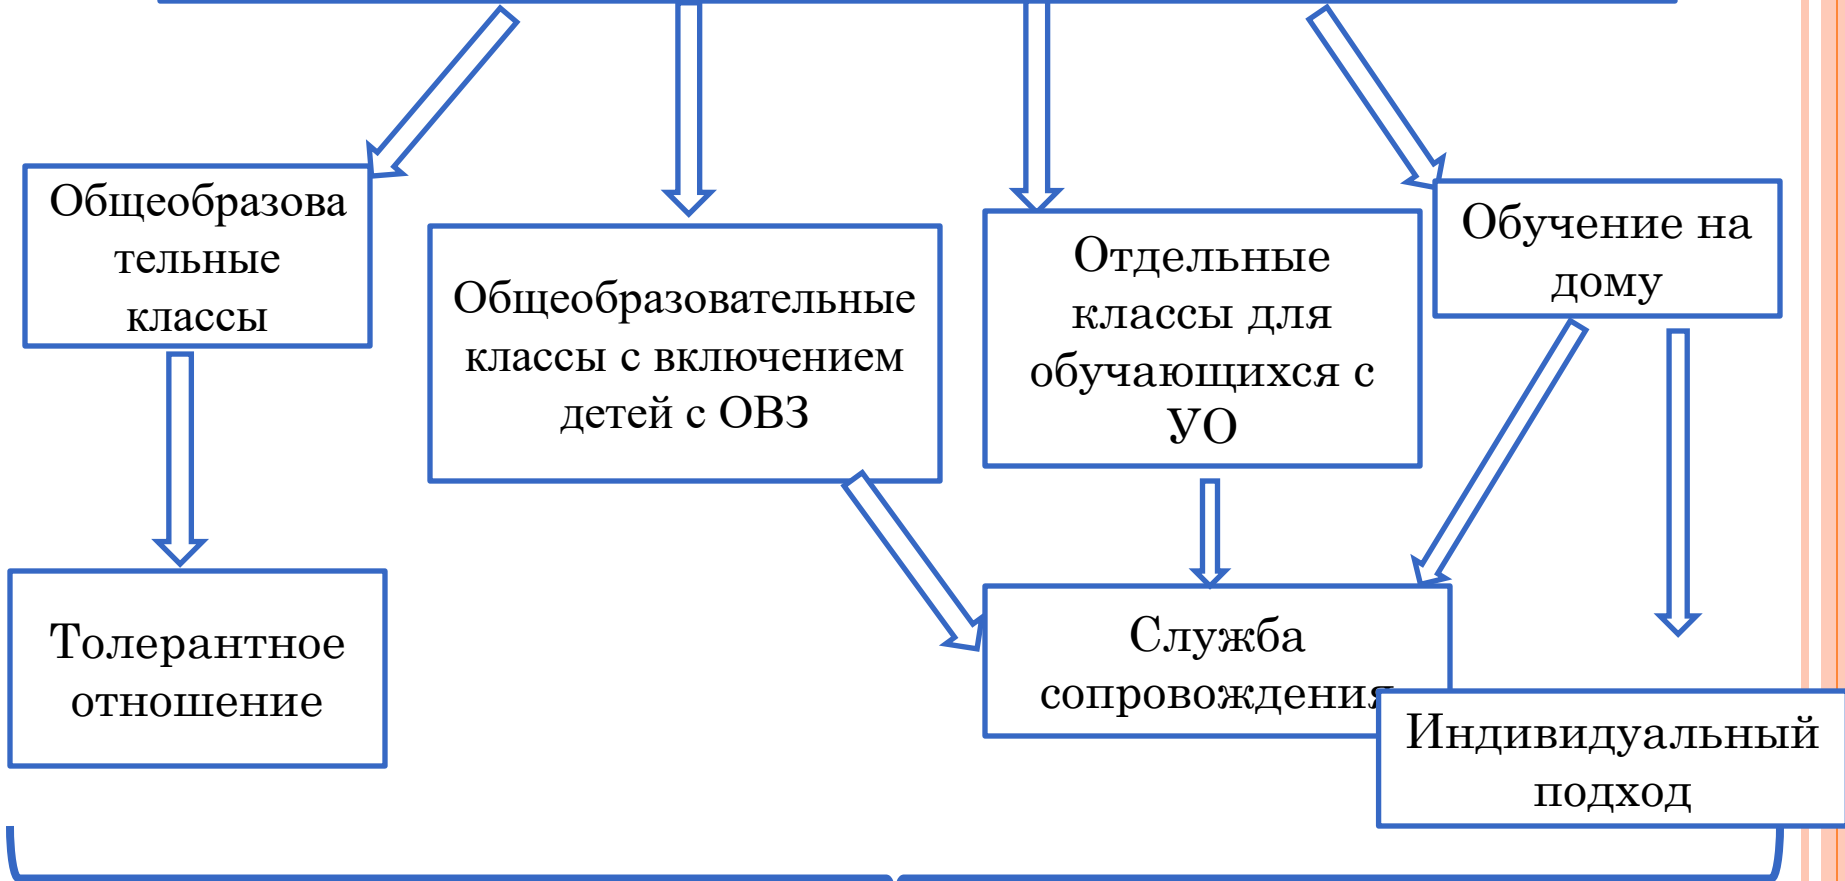 Общеобразова
тельные
классы
Общеобразовательные
классы с включением
детей с ОВЗ
Отдельные
классы для
обучающихся с
УО
Обучение на
дому
Толерантное
отношение
Служба
сопровождения
Индивидуальный
подход